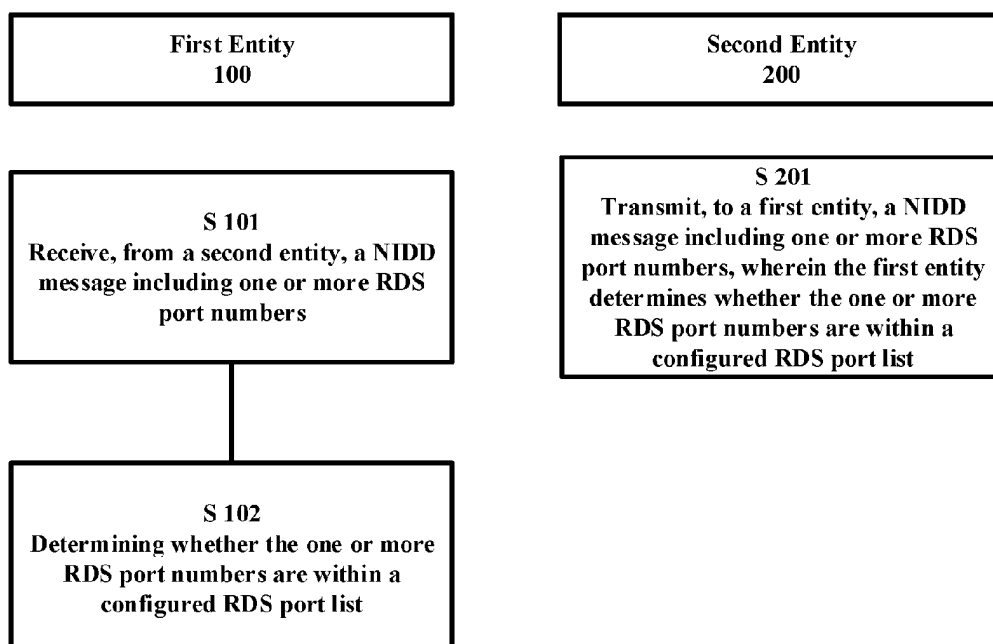 First Entity
100
Second Entity
200
S 101
Receive, from a second entity, a NIDD
message including one or more RDS
port numbers
S 201
Transmit, to a first entity, a NIDD
message including one or more RDS
port numbers, wherein the first entity
determines whether the one or more
RDS port numbers are within a
configured RDS port list
S 102
Determining whether the one or more
RDS port numbers are within a
configured RDS port list